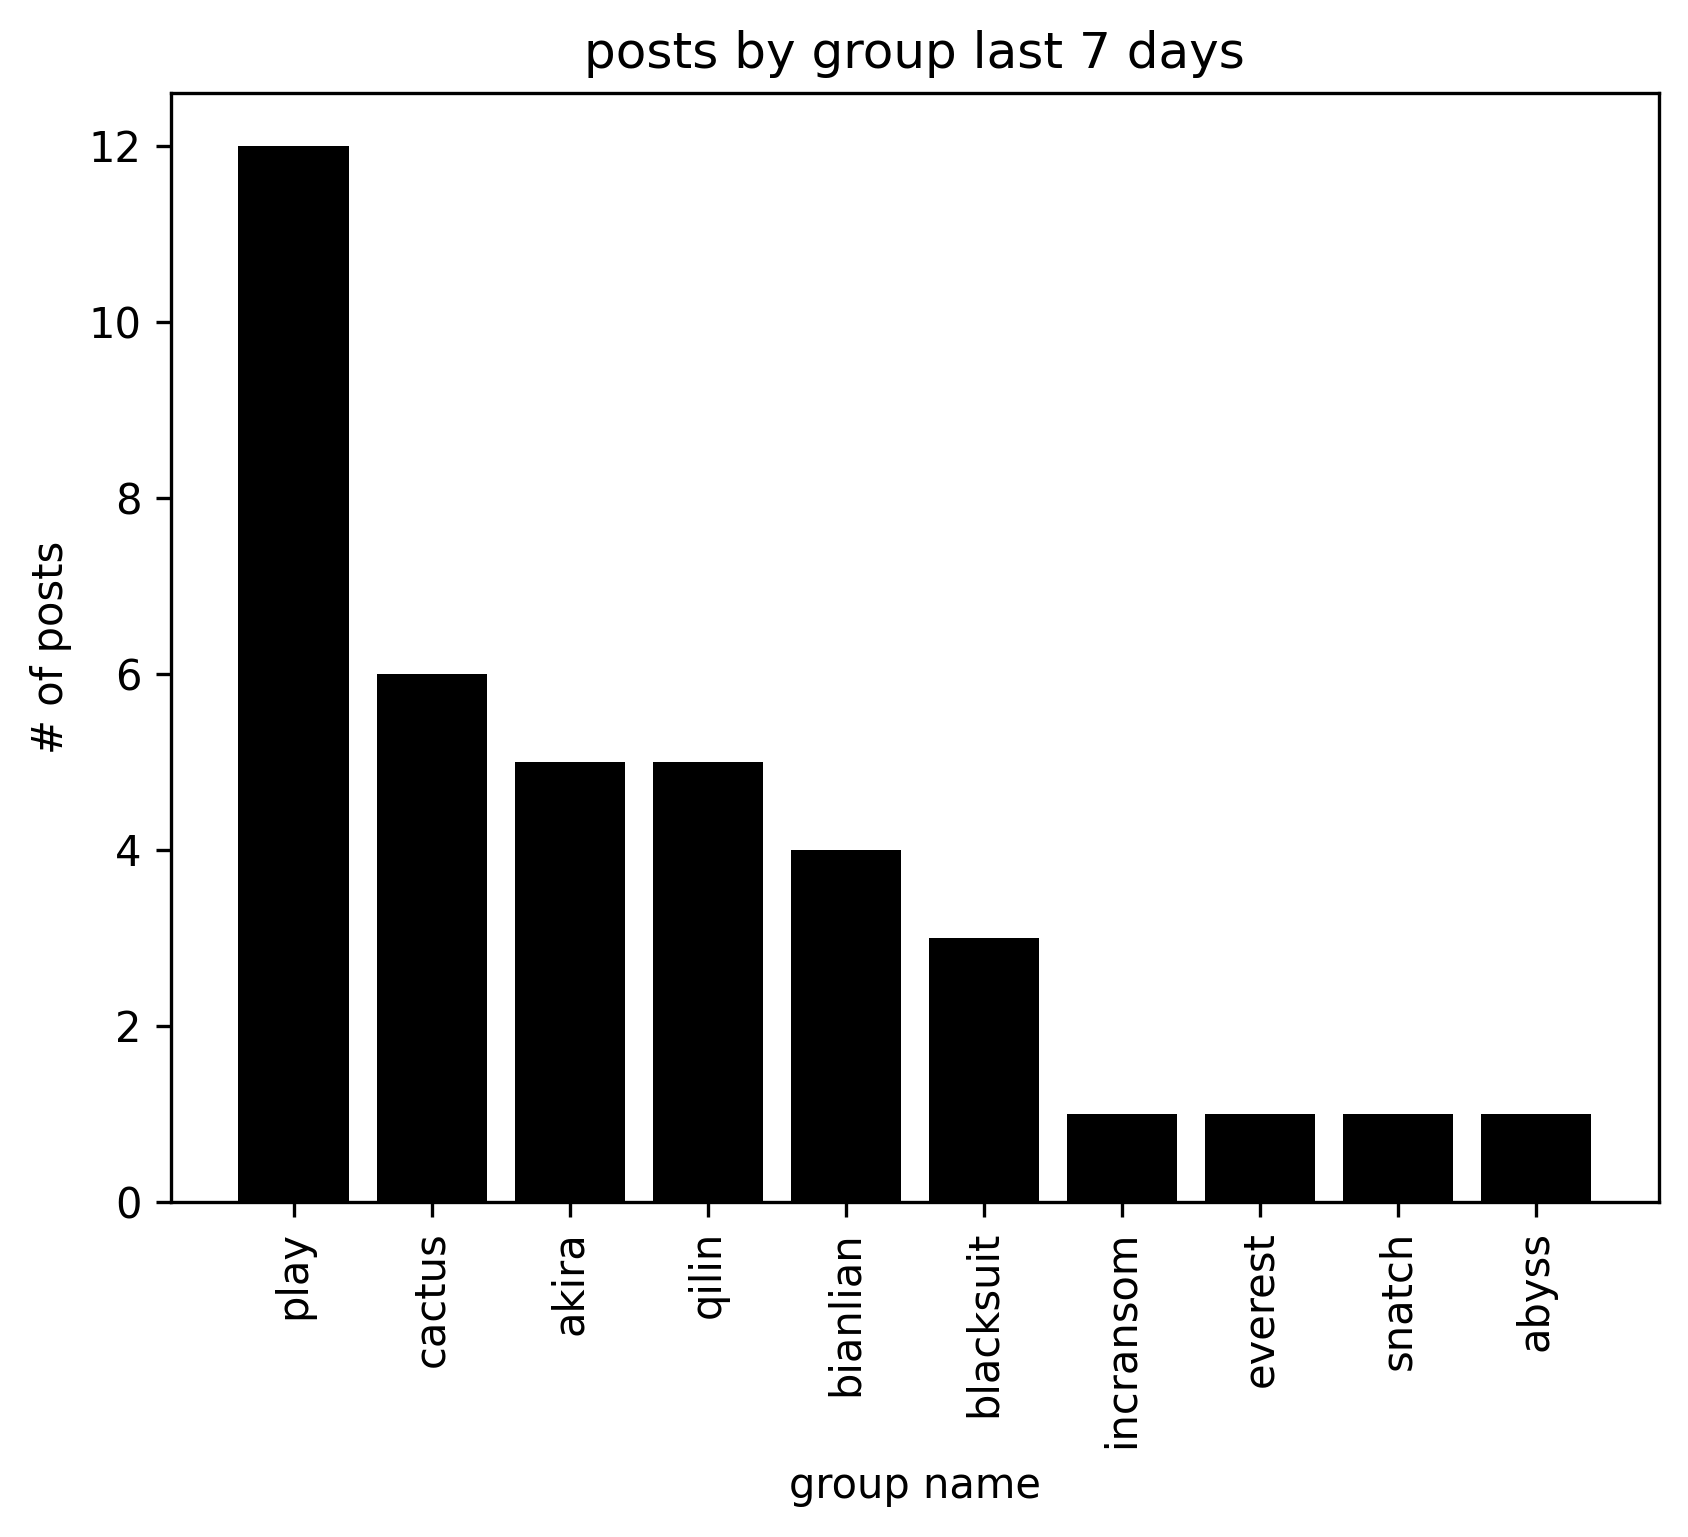 posts by group last 7 days
12
10
8
6
4
2
0
# of posts
play
cactus
akira
qilin
bianlian
blacksuit
incransom
everest
snatch
abyss
group name